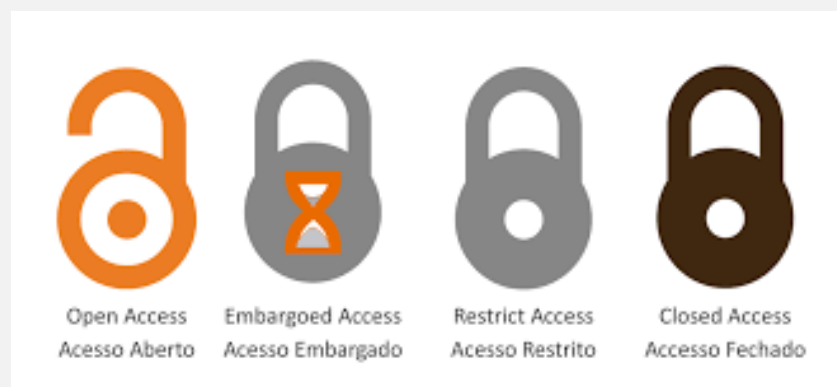 Open Access
Acesso Aberto
Embargoed Access
Acesso Embargado
Restrict Access
Acesso Restrito
Closed Access
Accesso Fechado